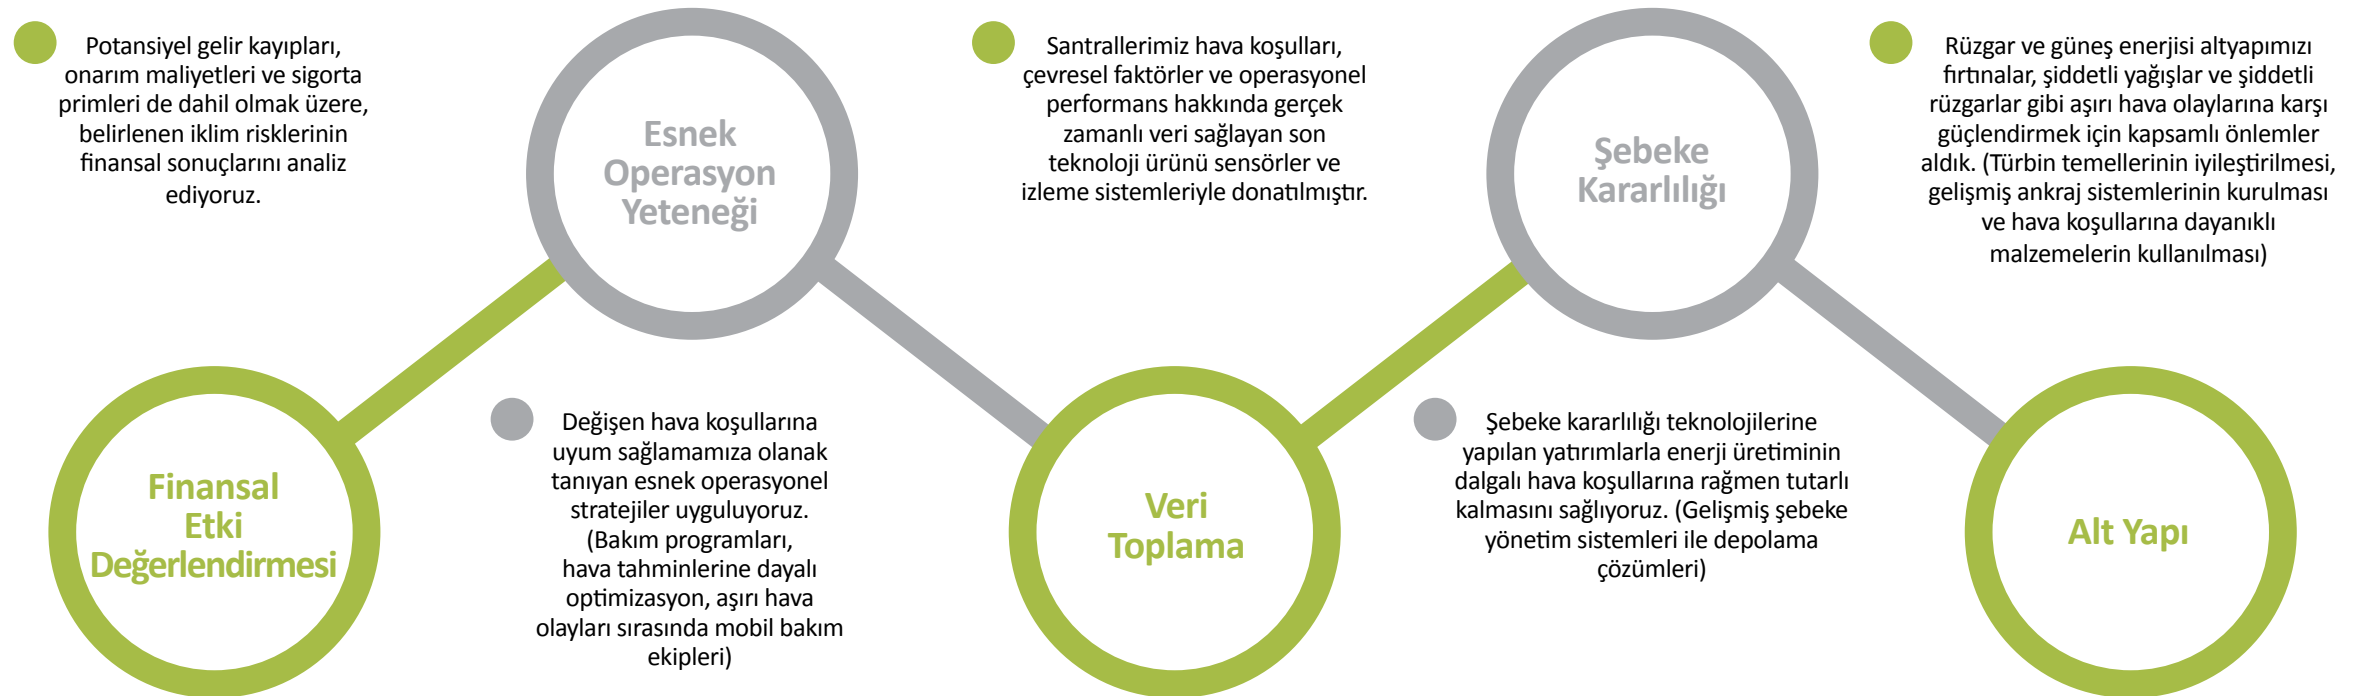 Potansiyel gelir kayıpları,
onarım maliyetleri ve sigorta
primleri de dahil olmak üzere,
belirlenen iklim risklerinin
finansal sonuçlarını analiz
ediyoruz.
Finansal
Etki
Değerlendirmesi
Esnek
Operasyon
Yeteneği
Değişen hava koşullarına
uyum sağlamamıza olanak
tanıyan esnek operasyonel
stratejiler uyguluyoruz.
(Bakım programları,
hava tahminlerine dayalı
optimizasyon, aşırı hava
olayları sırasında mobil bakım
ekipleri)
Santrallerimiz hava koşulları,
çevresel faktörler ve operasyonel
performans hakkında gerçek
zamanlı veri sağlayan son
teknoloji ürünü sensörler ve
izleme sistemleriyle donatılmıştır.
Veri
Toplama
Şebeke
Kararlılığı
Şebeke kararlılığı teknolojilerine
yapılan yatırımlarla enerji üretiminin
dalgalı hava koşullarına rağmen tutarlı
kalmasını sağlıyoruz. (Gelişmiş şebeke
yönetim sistemleri ile depolama
çözümleri)
Rüzgar ve güneş enerjisi altyapımızı
fırtınalar, şiddetli yağışlar ve şiddetli
rüzgarlar gibi aşırı hava olaylarına karşı
güçlendirmek için kapsamlı önlemler
aldık. (Türbin temellerinin iyileştirilmesi,
gelişmiş ankraj sistemlerinin kurulması
ve hava koşullarına dayanıklı
malzemelerin kullanılması)
Alt Yapı